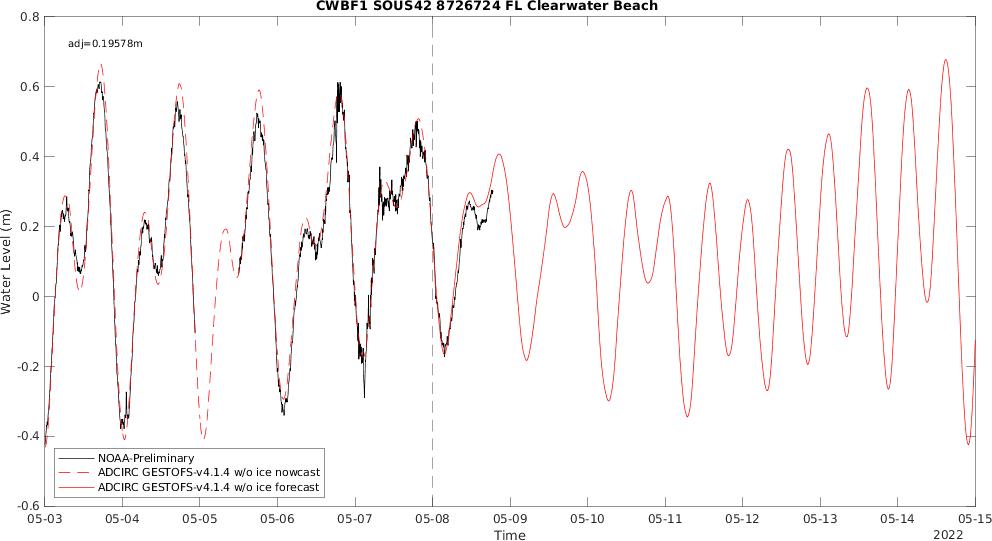 CWBF1 SOUS42 8726724 FL Clearwater Beach
adj=0.19578m
Water Level (m)
0.8
0.6
0.4
0.2
0
-0.2
-0.4
-0.6
NOAA-Preliminary
ADCIRC GESTOFS-v4.1.4 w/o ice nowcast
ADCIRC GESTOFS-v4.1.4 w/o ice forecast
05-03 05-04 05-05 05-06 05-07 05-08 05-09 05-10 05-11 05-12 05-13 05-14 05-15
Time
2022